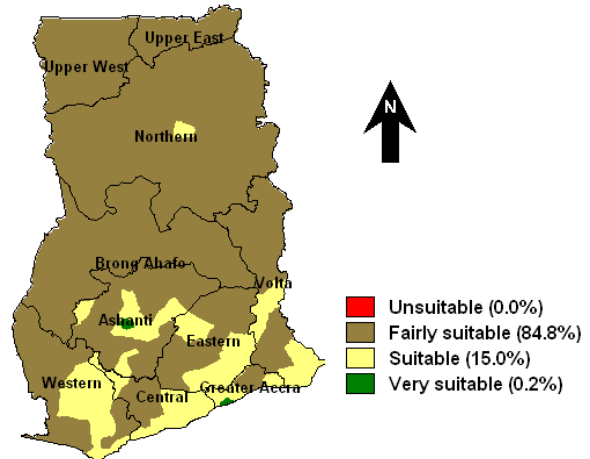 Upper East
Upper West
N
Northern
Brong Ahafo
Volta
Ashanti
Eastern
Western
Greater Accra
Central
Unsuitable (0.0%)
Fairly suitable (84.8%)
Suitable (15.0%)
Very suitable (0.2%)